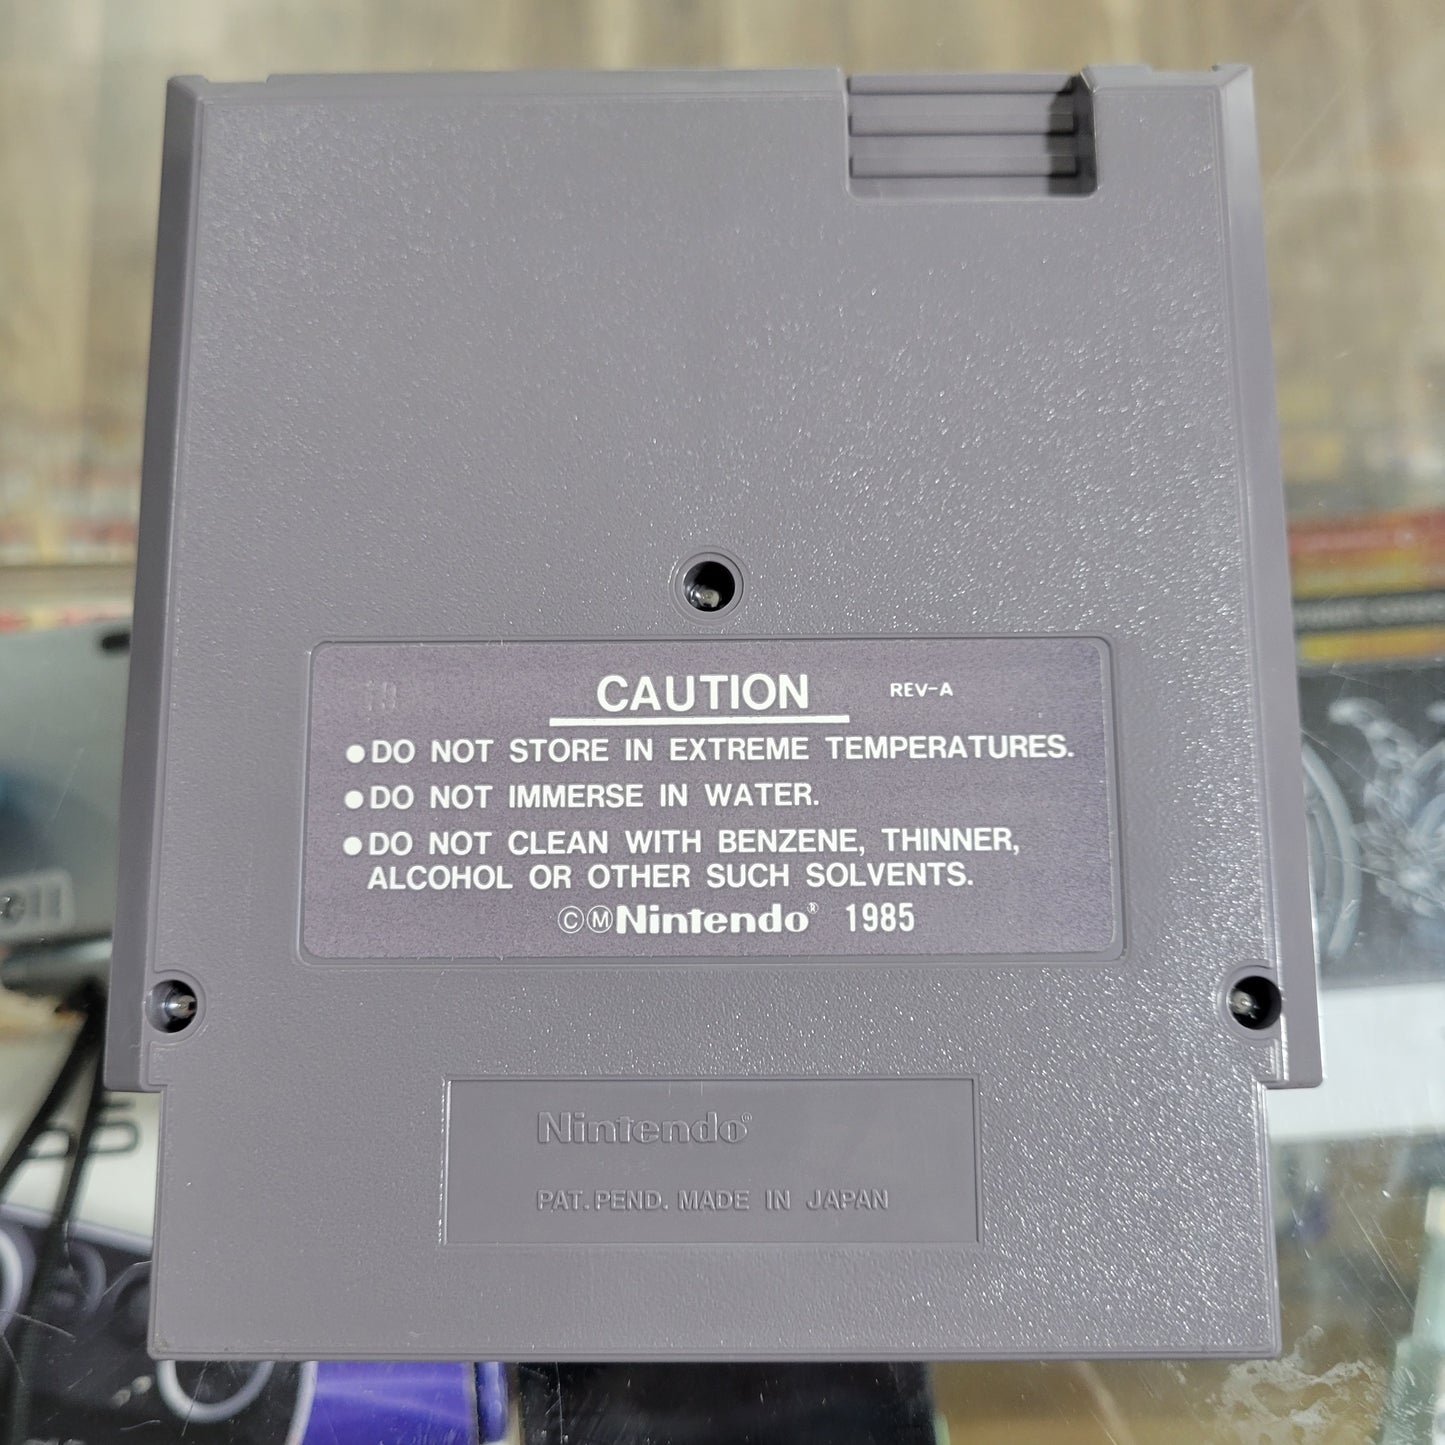 CAUTION REV-A
●DO NOT STORE IN EXTREME TEMPERATURES.
●DO NOT IMMERSE IN WATER.
●DO NOT CLEAN WITH BENZENE, THINNER,
ALCOHOL OR OTHER SUCH SOLVENTS.
ⒸⓂNintendo® 1985
Nintendo®
PAT. PEND. MADE IN JAPAN